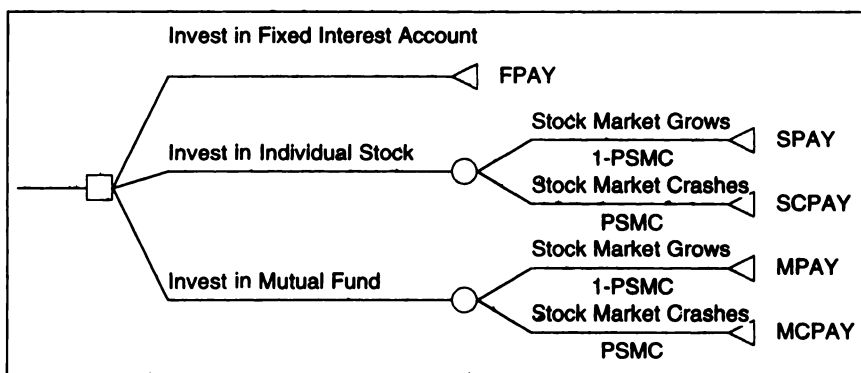 Invest in Fixed Interest Account
FPAY
Invest in Individual Stock
Stock Market Grows
1-PSMC
SPAY
Stock Market Crashes
PSMC
SCPAY
Invest in Mutual Fund
Stock Market Grows
1-PSMC
MPAY
Stock Market Crashes
PSMC
MCPAY